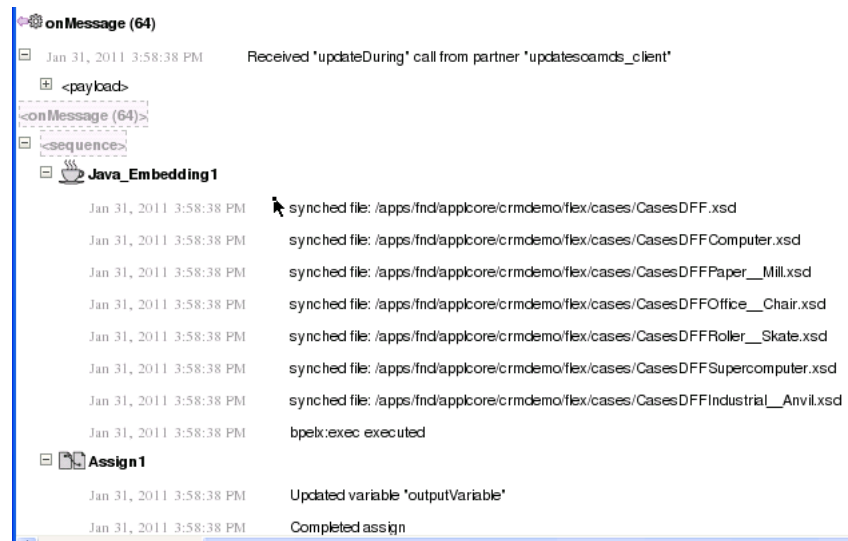 onMessage (64)
Jan 31, 2011 3:58:38 PM Received "updateDuring" call from partner "updatesoamds_client"
<payload>
<onMessage (64)>
<sequence>
Java_Embedding1
Jan 31, 2011 3:58:38 PM synched file: /apps/fnd/applcore/crmdemo/flex/cases/CasesDFF.xsd
Jan 31, 2011 3:58:38 PM synched file: /apps/fnd/applcore/crmdemo/flex/cases/CasesDFFComputer.xsd
Jan 31, 2011 3:58:38 PM synched file: /apps/fnd/applcore/crmdemo/flex/cases/CasesDFFPaper__Mill.xsd
Jan 31, 2011 3:58:38 PM synched file: /apps/fnd/applcore/crmdemo/flex/cases/CasesDFFOffice__Chair.xsd
Jan 31, 2011 3:58:38 PM synched file: /apps/fnd/applcore/crmdemo/flex/cases/CasesDFFRoller__Skate.xsd
Jan 31, 2011 3:58:38 PM synched file: /apps/fnd/applcore/crmdemo/flex/cases/CasesDFFSupercomputer.xsd
Jan 31, 2011 3:58:38 PM synched file: /apps/fnd/applcore/crmdemo/flex/cases/CasesDFFIndustrial__Anvil.xsd
Jan 31, 2011 3:58:38 PM bpelx:exec executed
Assign1
Jan 31, 2011 3:58:38 PM Updated variable "outputVariable"
Jan 31, 2011 3:58:38 PM Completed assign